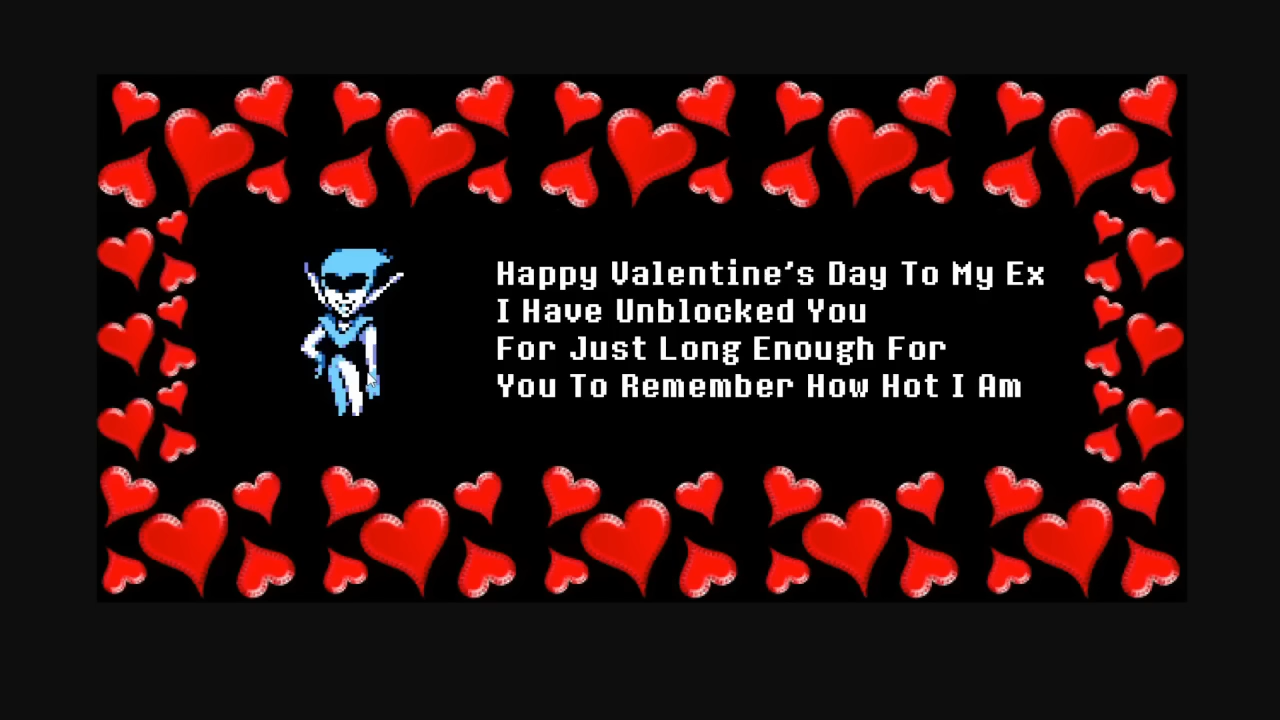 Happy Valentine's Day To My Ex
I Have Unblocked You
For Just Long Enough For
You To Remember How Hot I Am